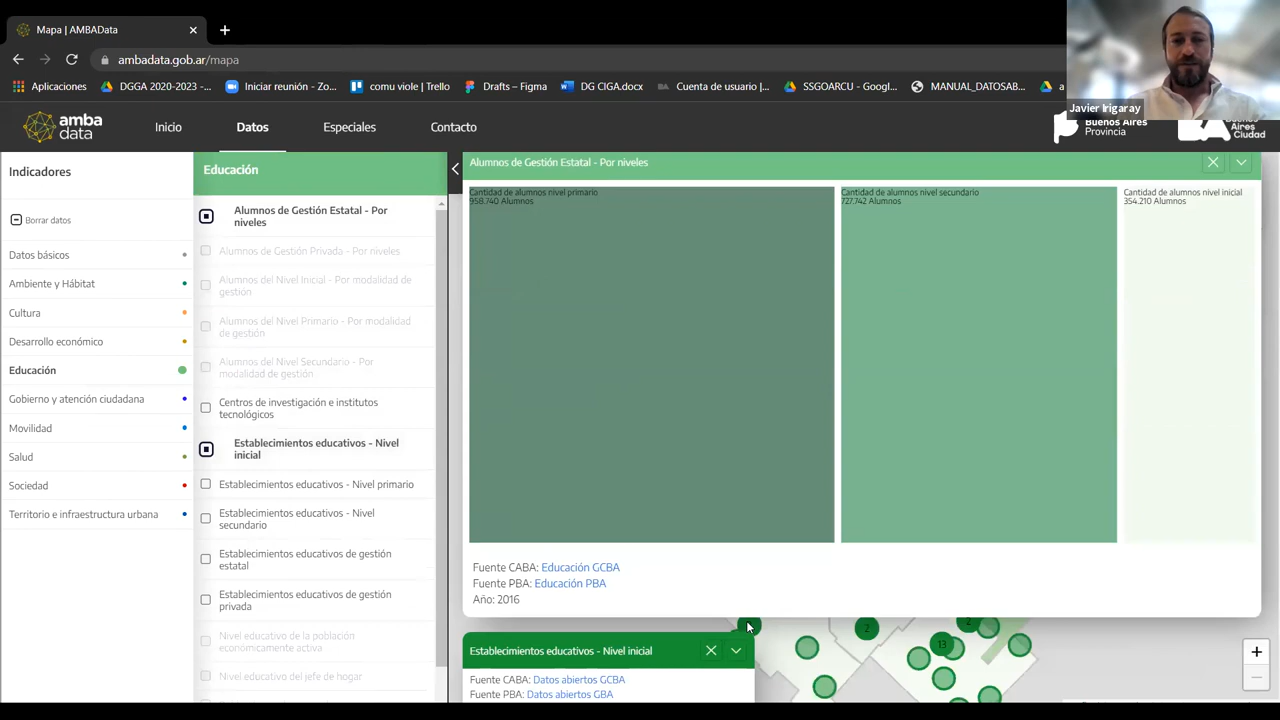 Mapa | AMBAData
ambadata.gob.ar/mapa
Aplicaciones
DGGA 2020-2023 -...
Iniciar reunión - Zo...
comu viole | Trello
Drafts – Figma
DG CIGA.docx
Cuenta de usuario |...
SSGOARCU - Googl...
MANUAL_DATOSAB...
a
Javier Irigaray
amba
data
Inicio
Datos
Especiales
Contacto
Buenos Aires
Provincia
BA
Buenos
Aires
Ciudad
Indicadores
Borrar datos
Datos básicos
Ambiente y Hábitat
Cultura
Desarrollo económico
Educación
Gobierno y atención ciudadana
Movilidad
Salud
Sociedad
Territorio e infraestructura urbana
Educación
Alumnos de Gestión Estatal - Por
niveles
Alumnos de Gestión Privada - Por niveles
Alumnos del Nivel Inicial - Por modalidad de
gestión
Alumnos del Nivel Primario - Por modalidad
de gestión
Alumnos del Nivel Secundario - Por
modalidad de gestión
Centros de investigación e institutos
tecnológicos
Establecimientos educativos - Nivel
inicial
Establecimientos educativos - Nivel primario
Establecimientos educativos - Nivel
secundario
Establecimientos educativos de gestión
estatal
Establecimientos educativos de gestión
privada
Nivel educativo de la población
económicamente activa
Nivel educativo del jefe de hogar
Alumnos de Gestión Estatal - Por niveles
Cantidad de alumnos nivel primario
958.740 Alumnos
Cantidad de alumnos nivel secundario
727.742 Alumnos
Cantidad de alumnos nivel inicial
354.210 Alumnos
Fuente CABA: Educación GCBA
Fuente PBA: Educación PBA
Año: 2016
2
2
13
Establecimientos educativos - Nivel inicial
Fuente CABA: Datos abiertos GCBA
Fuente PBA: Datos abiertos GBA